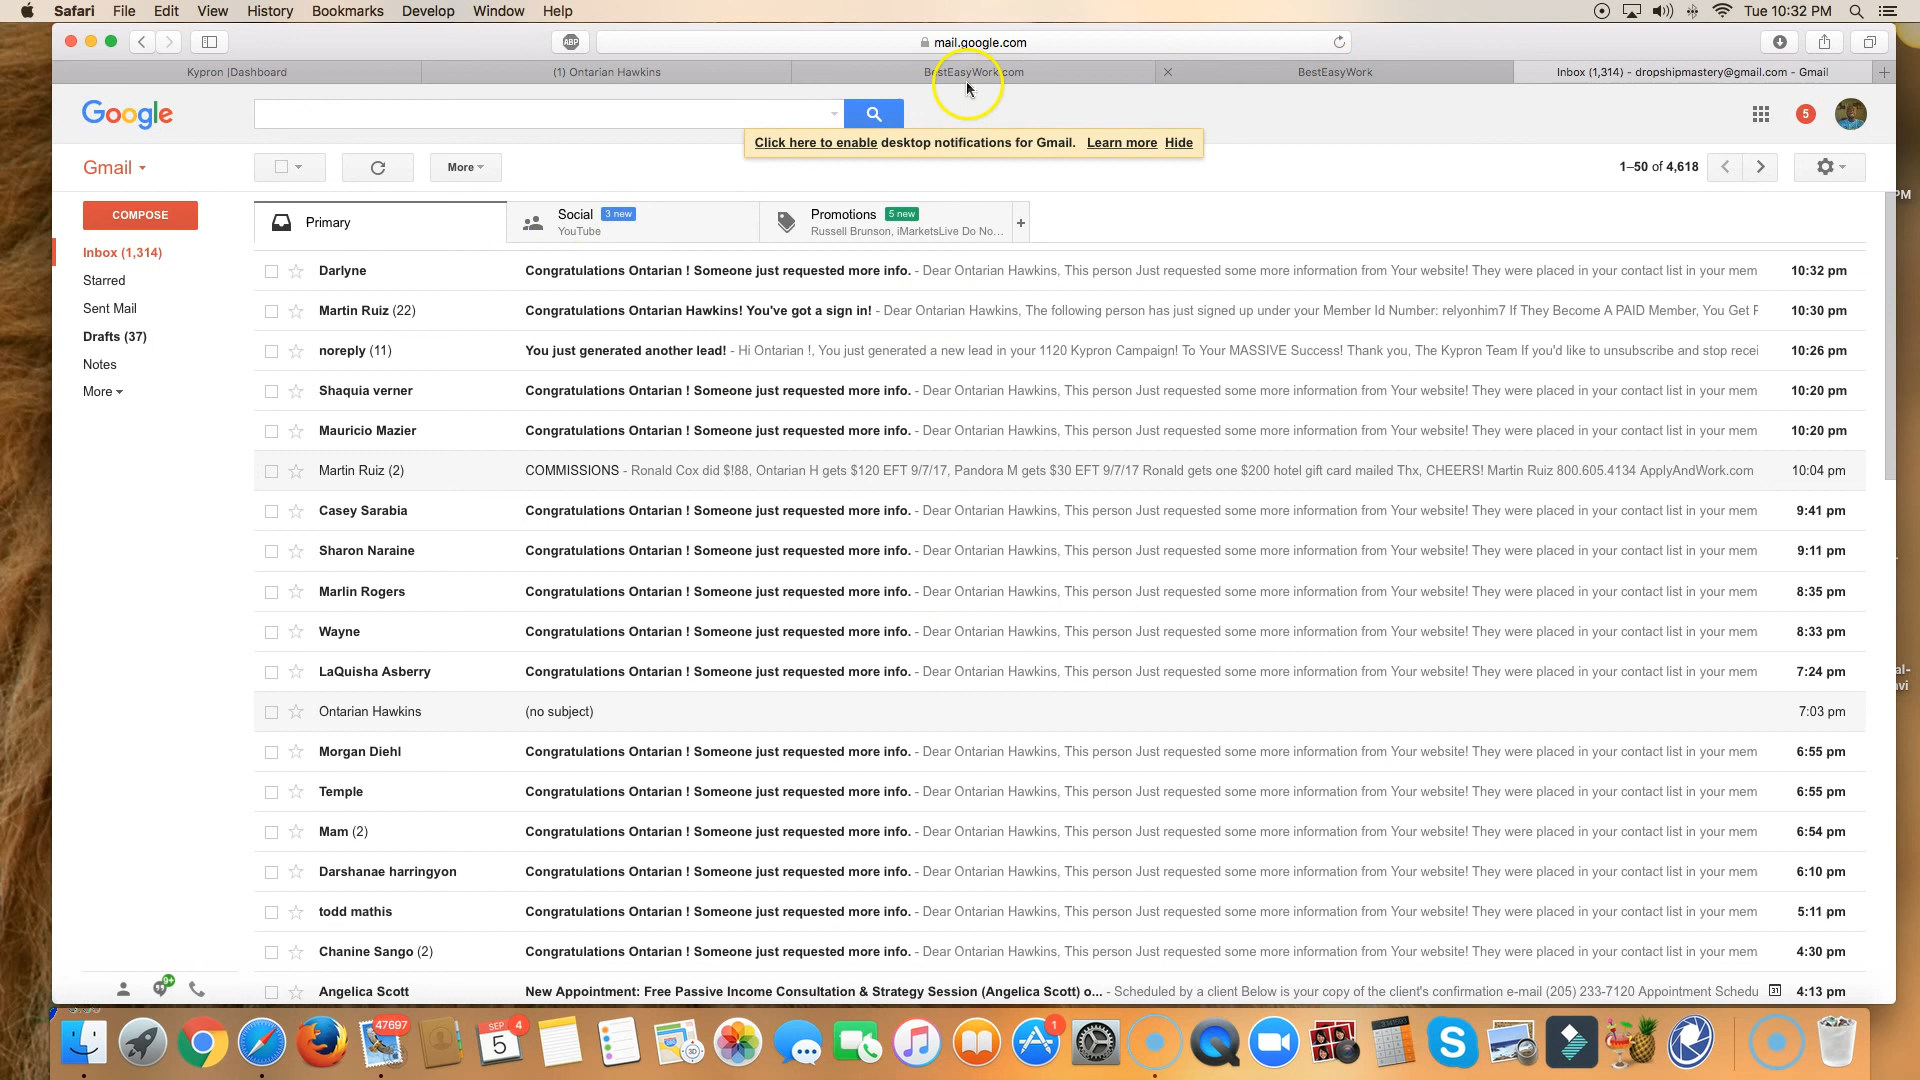 Safari File Edit View History Bookmarks Develop Window Help
Tue 10:32 PM
ABP
mail.google.com
Kypron |Dashboard
(1) Ontarian Hawkins
BestEasyWork.com
BestEasyWork
Inbox (1,314) - dropshipmastery@gmail.com - Gmail
Google
5
Click here to enable desktop notifications for Gmail. Learn more Hide
Gmail
More
1–50 of 4,618
COMPOSE
Inbox (1,314)
Starred
Sent Mail
Drafts (37)
Notes
More
Primary
Social 3 new
YouTube
Promotions 5 new
Russell Brunson, iMarketsLive Do No...
Darlyne Congratulations Ontarian ! Someone just requested more info. - Dear Ontarian Hawkins, This person Just requested some more information from Your website! They were placed in your contact list in your mem 10:32 pm
Martin Ruiz (22) Congratulations Ontarian Hawkins! You've got a sign in! - Dear Ontarian Hawkins, The following person has just signed up under your Member Id Number: relyonhim7 If They Become A PAID Member, You Get F 10:30 pm
noreply (11) You just generated another lead! - Hi Ontarian !, You just generated a new lead in your 1120 Kypron Campaign! To Your MASSIVE Success! Thank you, The Kypron Team If you'd like to unsubscribe and stop recei 10:26 pm
Shaquia verner Congratulations Ontarian ! Someone just requested more info. - Dear Ontarian Hawkins, This person Just requested some more information from Your website! They were placed in your contact list in your mem 10:20 pm
Mauricio Mazier Congratulations Ontarian ! Someone just requested more info. - Dear Ontarian Hawkins, This person Just requested some more information from Your website! They were placed in your contact list in your mem 10:20 pm
Martin Ruiz (2) COMMISSIONS - Ronald Cox did $!88, Ontarian H gets $120 EFT 9/7/17, Pandora M gets $30 EFT 9/7/17 Ronald gets one $200 hotel gift card mailed Thx, CHEERS! Martin Ruiz 800.605.4134 ApplyAndWork.com 10:04 pm
Casey Sarabia Congratulations Ontarian ! Someone just requested more info. - Dear Ontarian Hawkins, This person Just requested some more information from Your website! They were placed in your contact list in your mem 9:41 pm
Sharon Naraine Congratulations Ontarian ! Someone just requested more info. - Dear Ontarian Hawkins, This person Just requested some more information from Your website! They were placed in your contact list in your mem 9:11 pm
Marlin Rogers Congratulations Ontarian ! Someone just requested more info. - Dear Ontarian Hawkins, This person Just requested some more information from Your website! They were placed in your contact list in your mem 8:35 pm
Wayne Congratulations Ontarian ! Someone just requested more info. - Dear Ontarian Hawkins, This person Just requested some more information from Your website! They were placed in your contact list in your mem 8:33 pm
LaQuisha Asberry Congratulations Ontarian ! Someone just requested more info. - Dear Ontarian Hawkins, This person Just requested some more information from Your website! They were placed in your contact list in your mem 7:24 pm
Ontarian Hawkins (no subject) 7:03 pm
Morgan Diehl Congratulations Ontarian ! Someone just requested more info. - Dear Ontarian Hawkins, This person Just requested some more information from Your website! They were placed in your contact list in your mem 6:55 pm
Temple Congratulations Ontarian ! Someone just requested more info. - Dear Ontarian Hawkins, This person Just requested some more information from Your website! They were placed in your contact list in your mem 6:55 pm
Mam (2) Congratulations Ontarian ! Someone just requested more info. - Dear Ontarian Hawkins, This person Just requested some more information from Your website! They were placed in your contact list in your mem 6:54 pm
Darshanae harringyon Congratulations Ontarian ! Someone just requested more info. - Dear Ontarian Hawkins, This person Just requested some more information from Your website! They were placed in your contact list in your mem 6:10 pm
todd mathis Congratulations Ontarian ! Someone just requested more info. - Dear Ontarian Hawkins, This person Just requested some more information from Your website! They were placed in your contact list in your mem 5:11 pm
Chanine Sango (2) Congratulations Ontarian ! Someone just requested more info. - Dear Ontarian Hawkins, This person Just requested some more information from Your website! They were placed in your contact list in your mem 4:30 pm
Angelica Scott New Appointment: Free Passive Income Consultation & Strategy Session (Angelica Scott) o... - Scheduled by a client Below is your copy of the client's confirmation e-mail (205) 233-7120 Appointment Schedu 31 4:13 pm
9+
PM
al-
avi
47697
SEP 4
5
3D
1